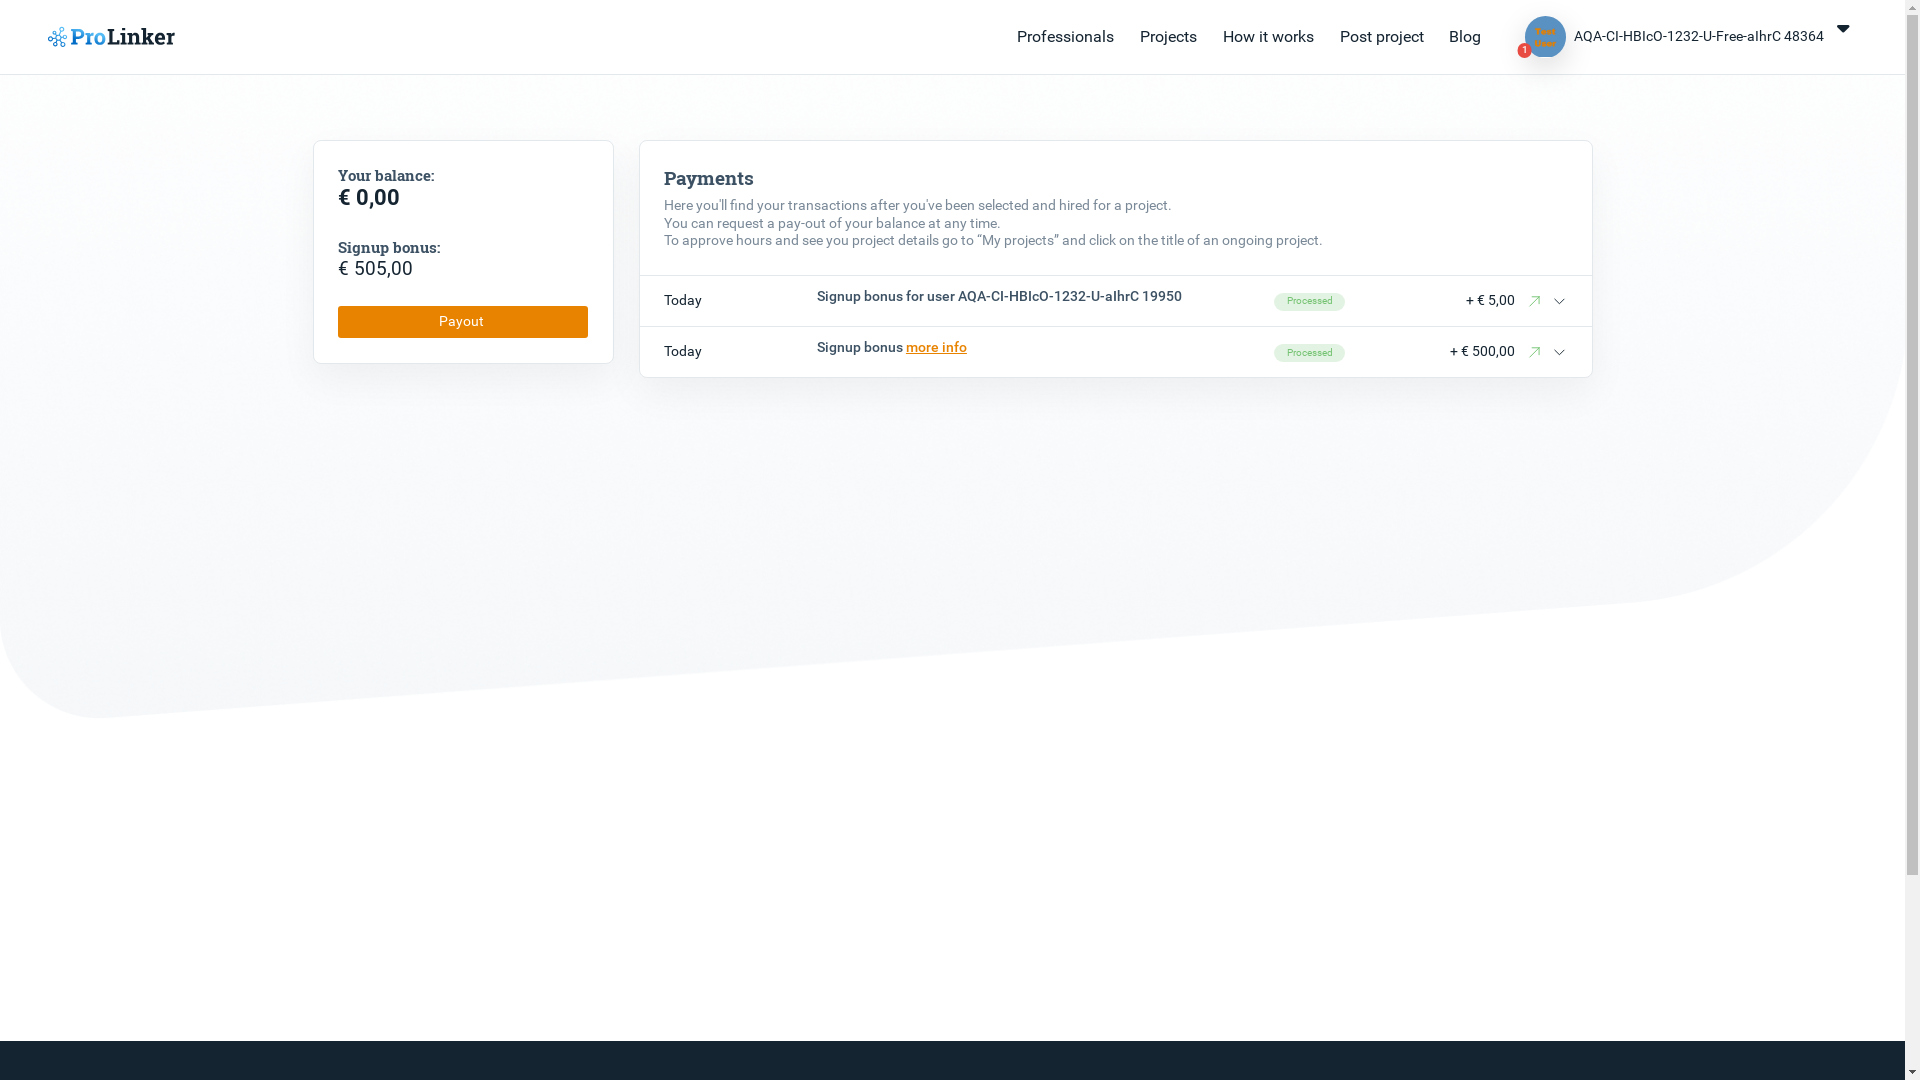 ProLinker
Professionals
Projects
How it works
Post project
Blog
Test
User
1
AQA-CI-HBIcO-1232-U-Free-aIhrC 48364
Your balance:
€ 0,00
Signup bonus:
€ 505,00
Payout
Payments
Here you'll find your transactions after you've been selected and hired for a project.
You can request a pay-out of your balance at any time.
To approve hours and see you project details go to “My projects” and click on the title of an ongoing project.
Today Signup bonus for user AQA-CI-HBIcO-1232-U-aIhrC 19950 Processed + € 5,00
Today Signup bonus more info Processed + € 500,00